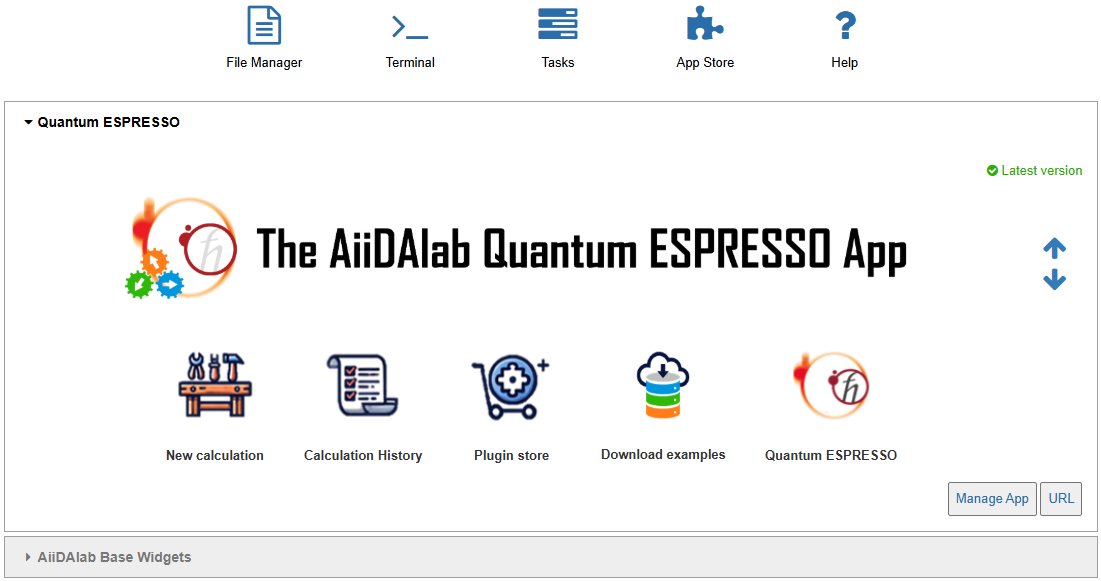 File Manager
Terminal
Tasks
App Store
Help
Quantum ESPRESSO
Latest version
The AiiDAlab Quantum ESPRESSO App
New calculation
Calculation History
Plugin store
Download examples
Quantum ESPRESSO
Manage App
URL
AiiDAlab Base Widgets